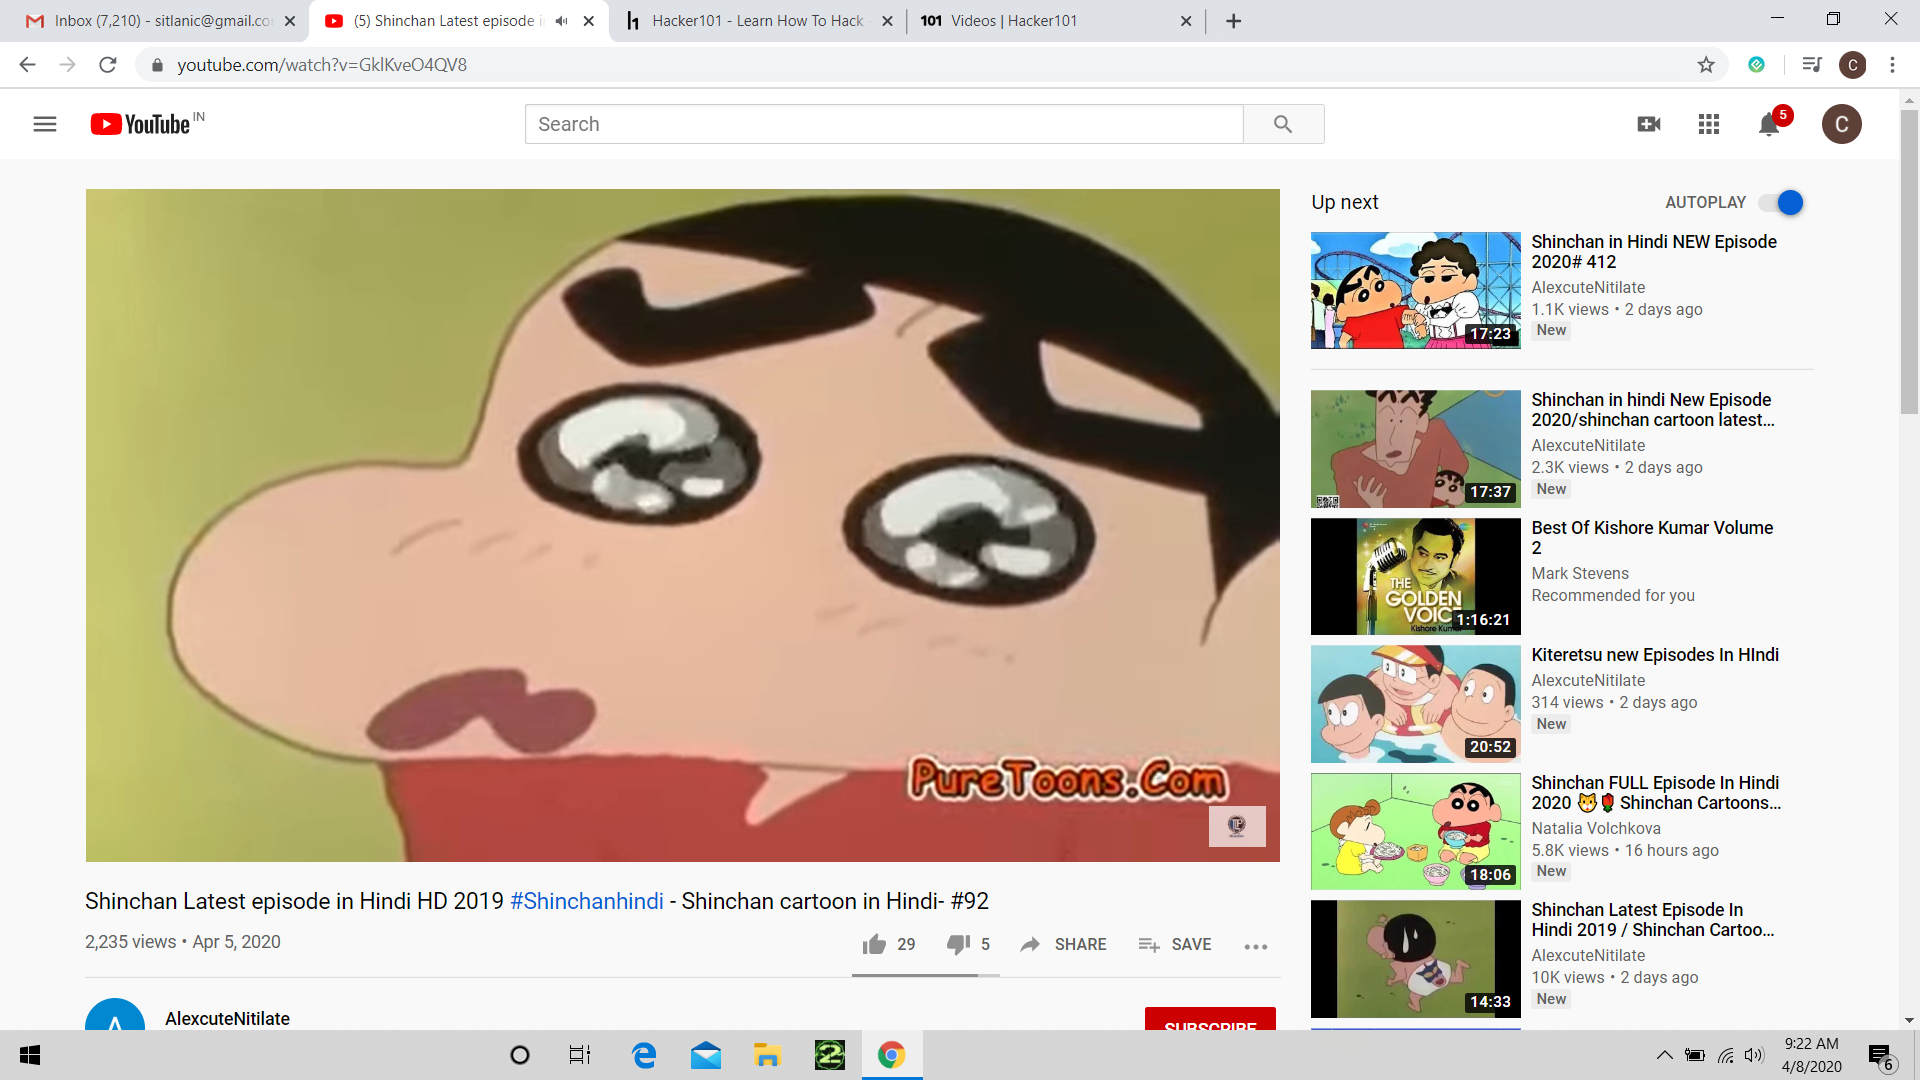 Inbox (7,210) - sitlanic@gmail.co
(5) Shinchan Latest episode i
Hacker101 - Learn How To Hack
101 Videos | Hacker101
youtube.com/watch?v=GklKveO4QV8
C
YouTube IN
Search
5
C
PureToons.Com
Shinchan Latest episode in Hindi HD 2019 #Shinchanhindi - Shinchan cartoon in Hindi- #92
2,235 views • Apr 5, 2020
29
5
SHARE
SAVE
A
AlexcuteNitilate
SUBSCRIBE
Up next
AUTOPLAY
17:23
Shinchan in Hindi NEW Episode
2020# 412
AlexcuteNitilate
1.1K views • 2 days ago
New
17:37
Shinchan in hindi New Episode
2020/shinchan cartoon latest...
AlexcuteNitilate
2.3K views • 2 days ago
New
THE
GOLDEN
VOIC
Kishore Kumar
1:16:21
Best Of Kishore Kumar Volume
2
Mark Stevens
Recommended for you
20:52
Kiteretsu new Episodes In HIndi
AlexcuteNitilate
314 views • 2 days ago
New
18:06
Shinchan FULL Episode In Hindi
2020 🐱🌹 Shinchan Cartoons...
Natalia Volchkova
5.8K views • 16 hours ago
New
14:33
Shinchan Latest Episode In
Hindi 2019 / Shinchan Cartoo...
AlexcuteNitilate
10K views • 2 days ago
New
2
9:22 AM
4/8/2020
6